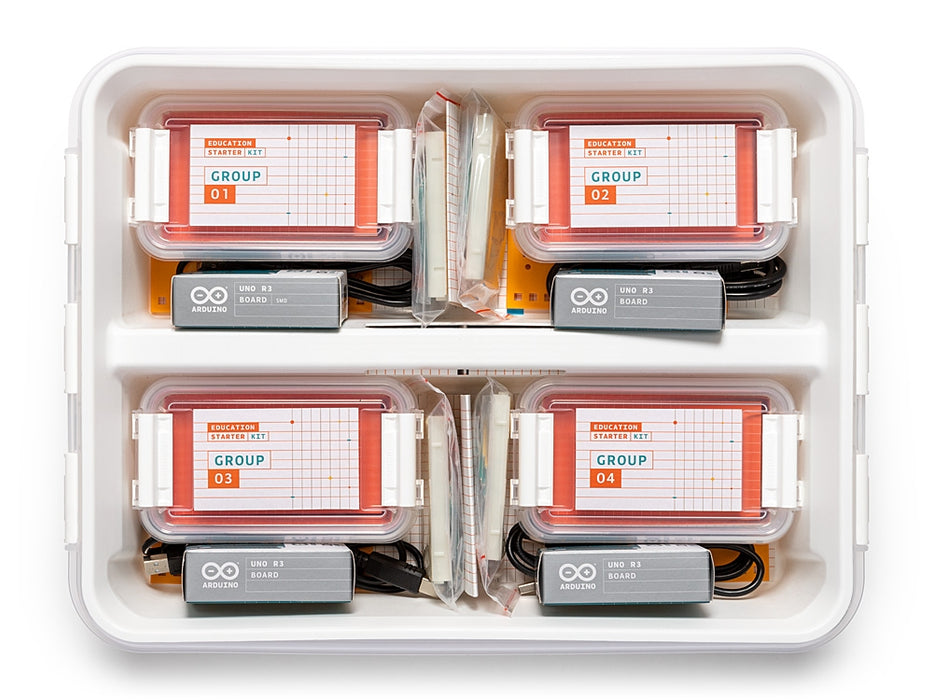 EDUCATION
STARTER KIT
GROUP
01
EDUCATION
STARTER KIT
GROUP
02
ARDUINO
UNO R3
BOARD SMD
ARDUINO
UNO R3
BOARD
EDUCATION
STARTER KIT
GROUP
03
EDUCATION
STARTER KIT
GROUP
04
ARDUINO
UNO R3
BOARD
ARDUINO
UNO R3
BOARD